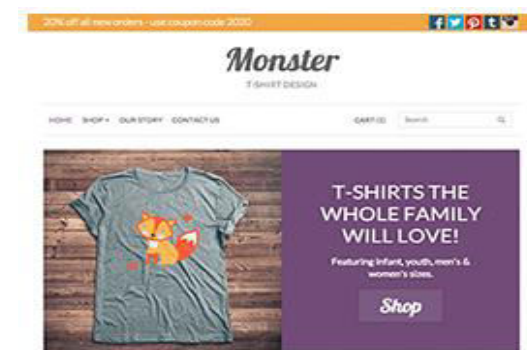 20% off all new orders - use coupon code 2020
Monster
T-SHIRT DESIGN
HOME SHOP OUR STORY CONTACT US CART (0) Search
T-SHIRTS THE
WHOLE FAMILY
WILL LOVE!
Featuring infant, youth, men's &
women's sizes.
Shop